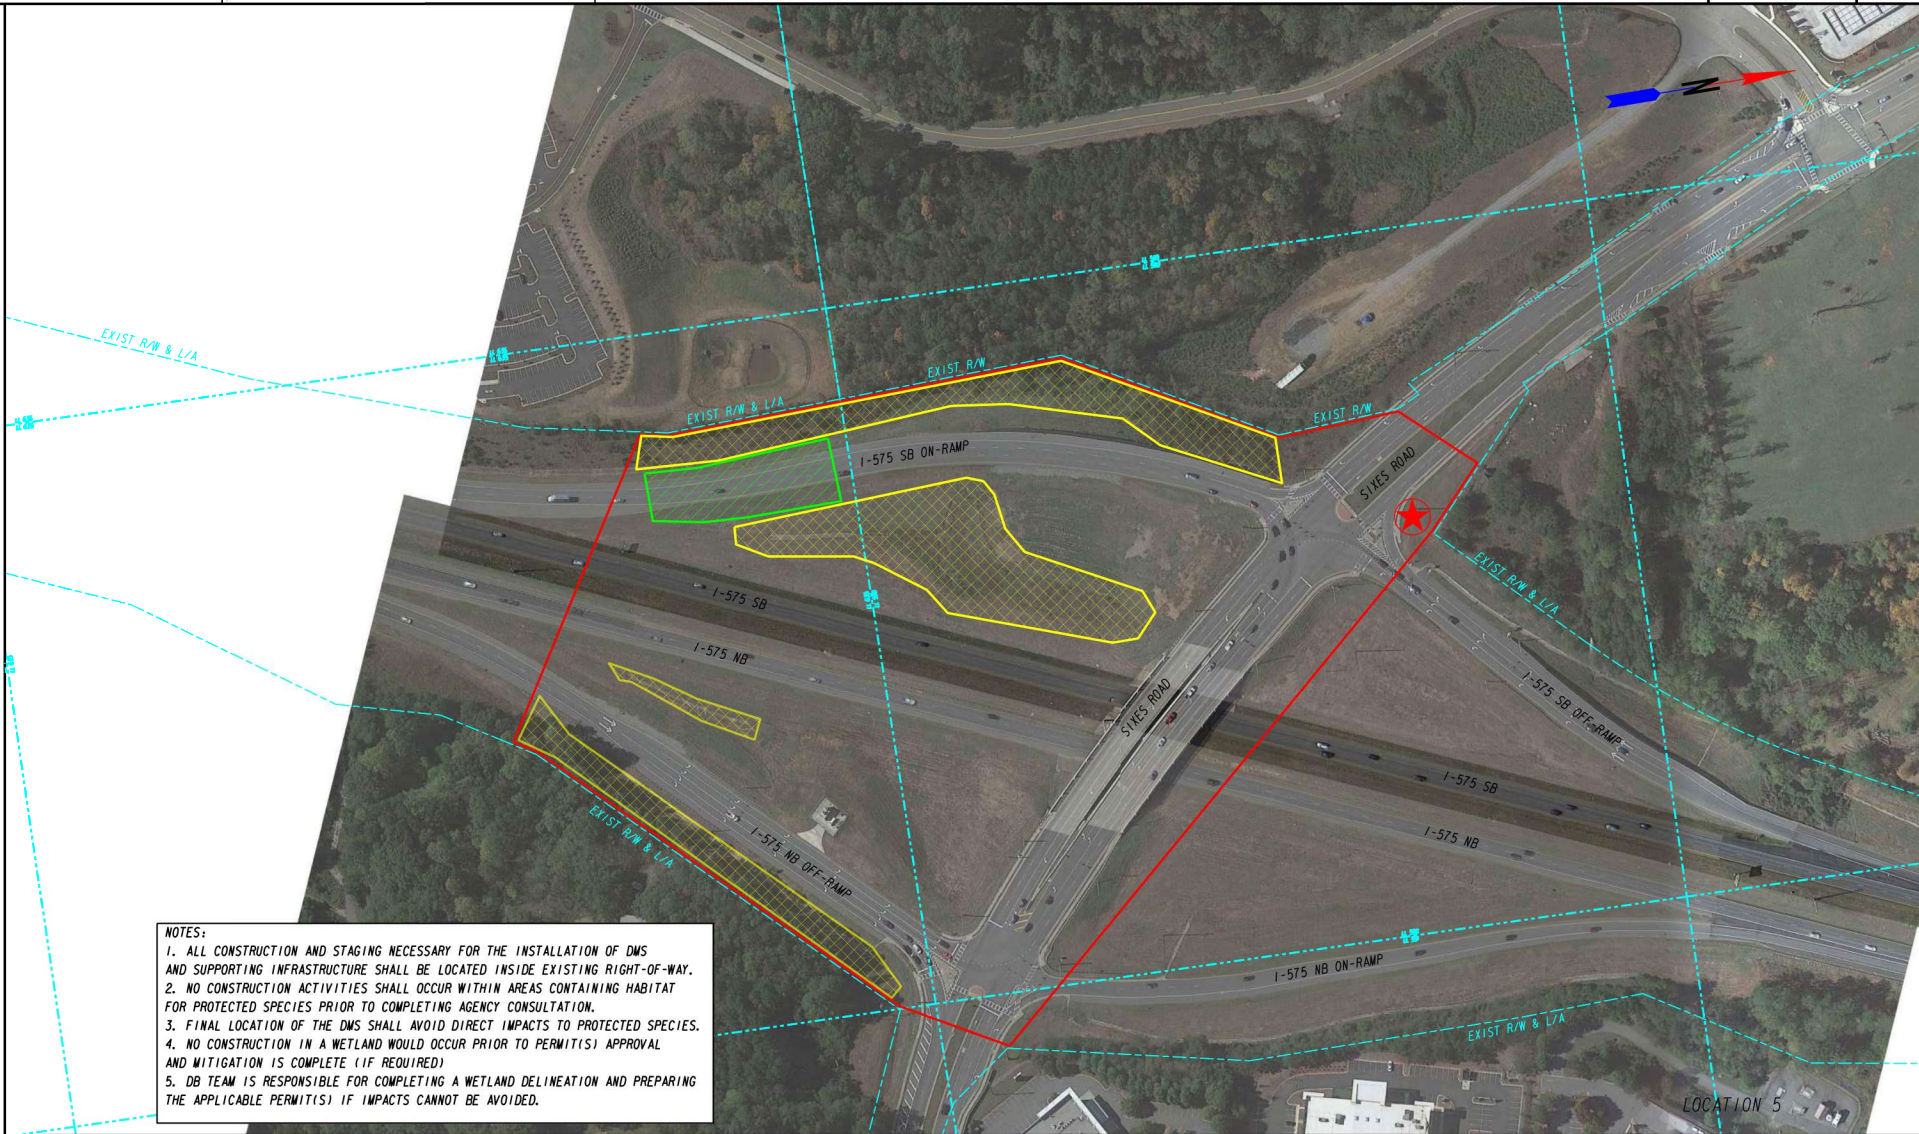 N
EXIST R/W & L/A
EXIST R/W
EXIST R/W & L/A
EXIST R/W
I-575 SB ON-RAMP
SIXES ROAD
EXIST R/W & L/A
I-575 SB
I-575 NB
SIXES ROAD
I-575 SB OFF-RAMP
I-575 SB
I-575 NB
EXIST R/W & L/A
I-575 NB OFF-RAMP
I-575 NB ON-RAMP
EXIST R/W & L/A
NOTES:
1. ALL CONSTRUCTION AND STAGING NECESSARY FOR THE INSTALLATION OF DMS
AND SUPPORTING INFRASTRUCTURE SHALL BE LOCATED INSIDE EXISTING RIGHT-OF-WAY.
2. NO CONSTRUCTION ACTIVITIES SHALL OCCUR WITHIN AREAS CONTAINING HABITAT
FOR PROTECTED SPECIES PRIOR TO COMPLETING AGENCY CONSULTATION.
3. FINAL LOCATION OF THE DMS SHALL AVOID DIRECT IMPACTS TO PROTECTED SPECIES.
4. NO CONSTRUCTION IN A WETLAND WOULD OCCUR PRIOR TO PERMIT(S) APPROVAL
AND MITIGATION IS COMPLETE (IF REQUIRED)
5. DB TEAM IS RESPONSIBLE FOR COMPLETING A WETLAND DELINEATION AND PREPARING
THE APPLICABLE PERMIT(S) IF IMPACTS CANNOT BE AVOIDED.
LOCATION 5